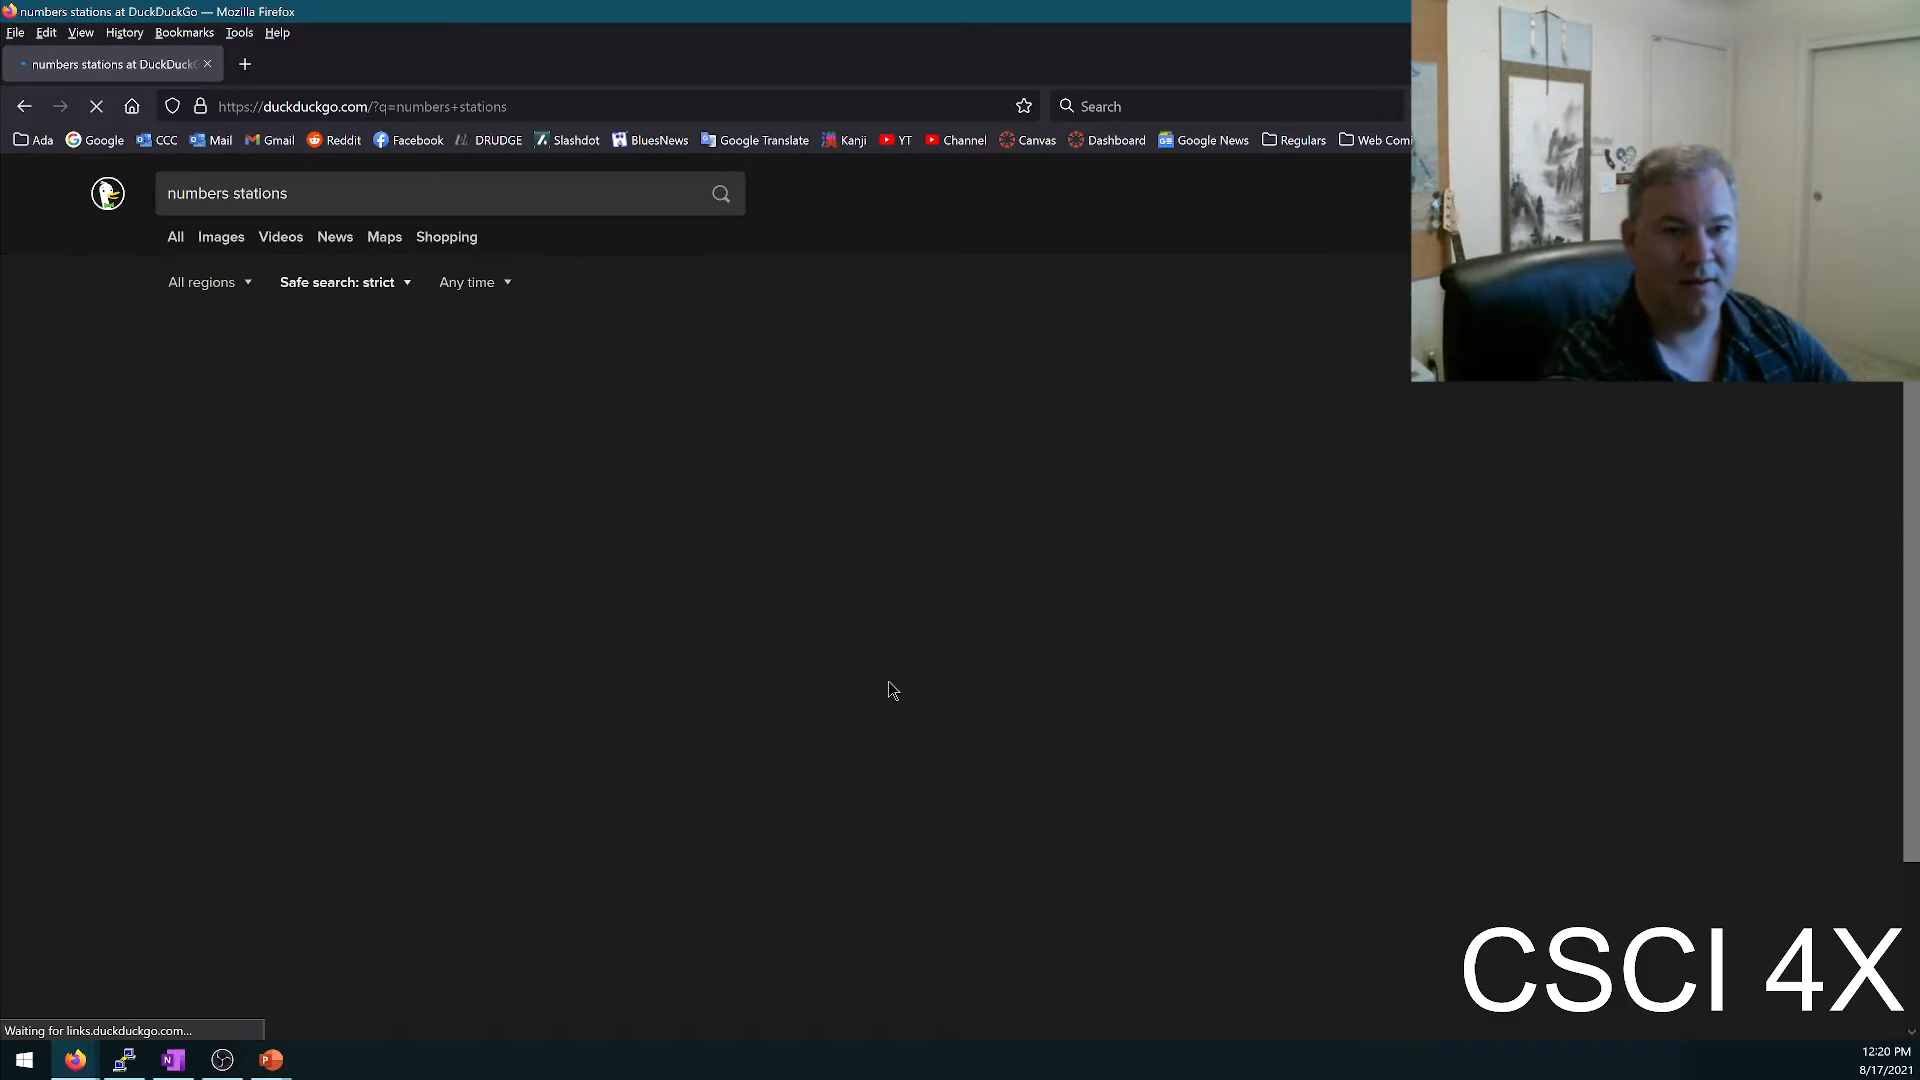 numbers stations at DuckDuckGo — Mozilla Firefox
File Edit View History Bookmarks Tools Help
numbers stations at DuckDuck
https://duckduckgo.com/?q=numbers+stations
Search
Ada Google CCC Mail Gmail Reddit Facebook DRUDGE Slashdot BluesNews Google Translate Kanji YT Channel Canvas Dashboard Google News Regulars Web Comi
numbers stations
All Images Videos News Maps Shopping
All regions Safe search: strict Any time
CSCI 4X
Waiting for links.duckduckgo.com...
12:20 PM
8/17/2021